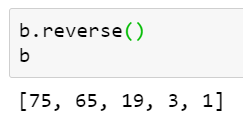 b.reverse()
b
[75, 65, 19, 3, 1]